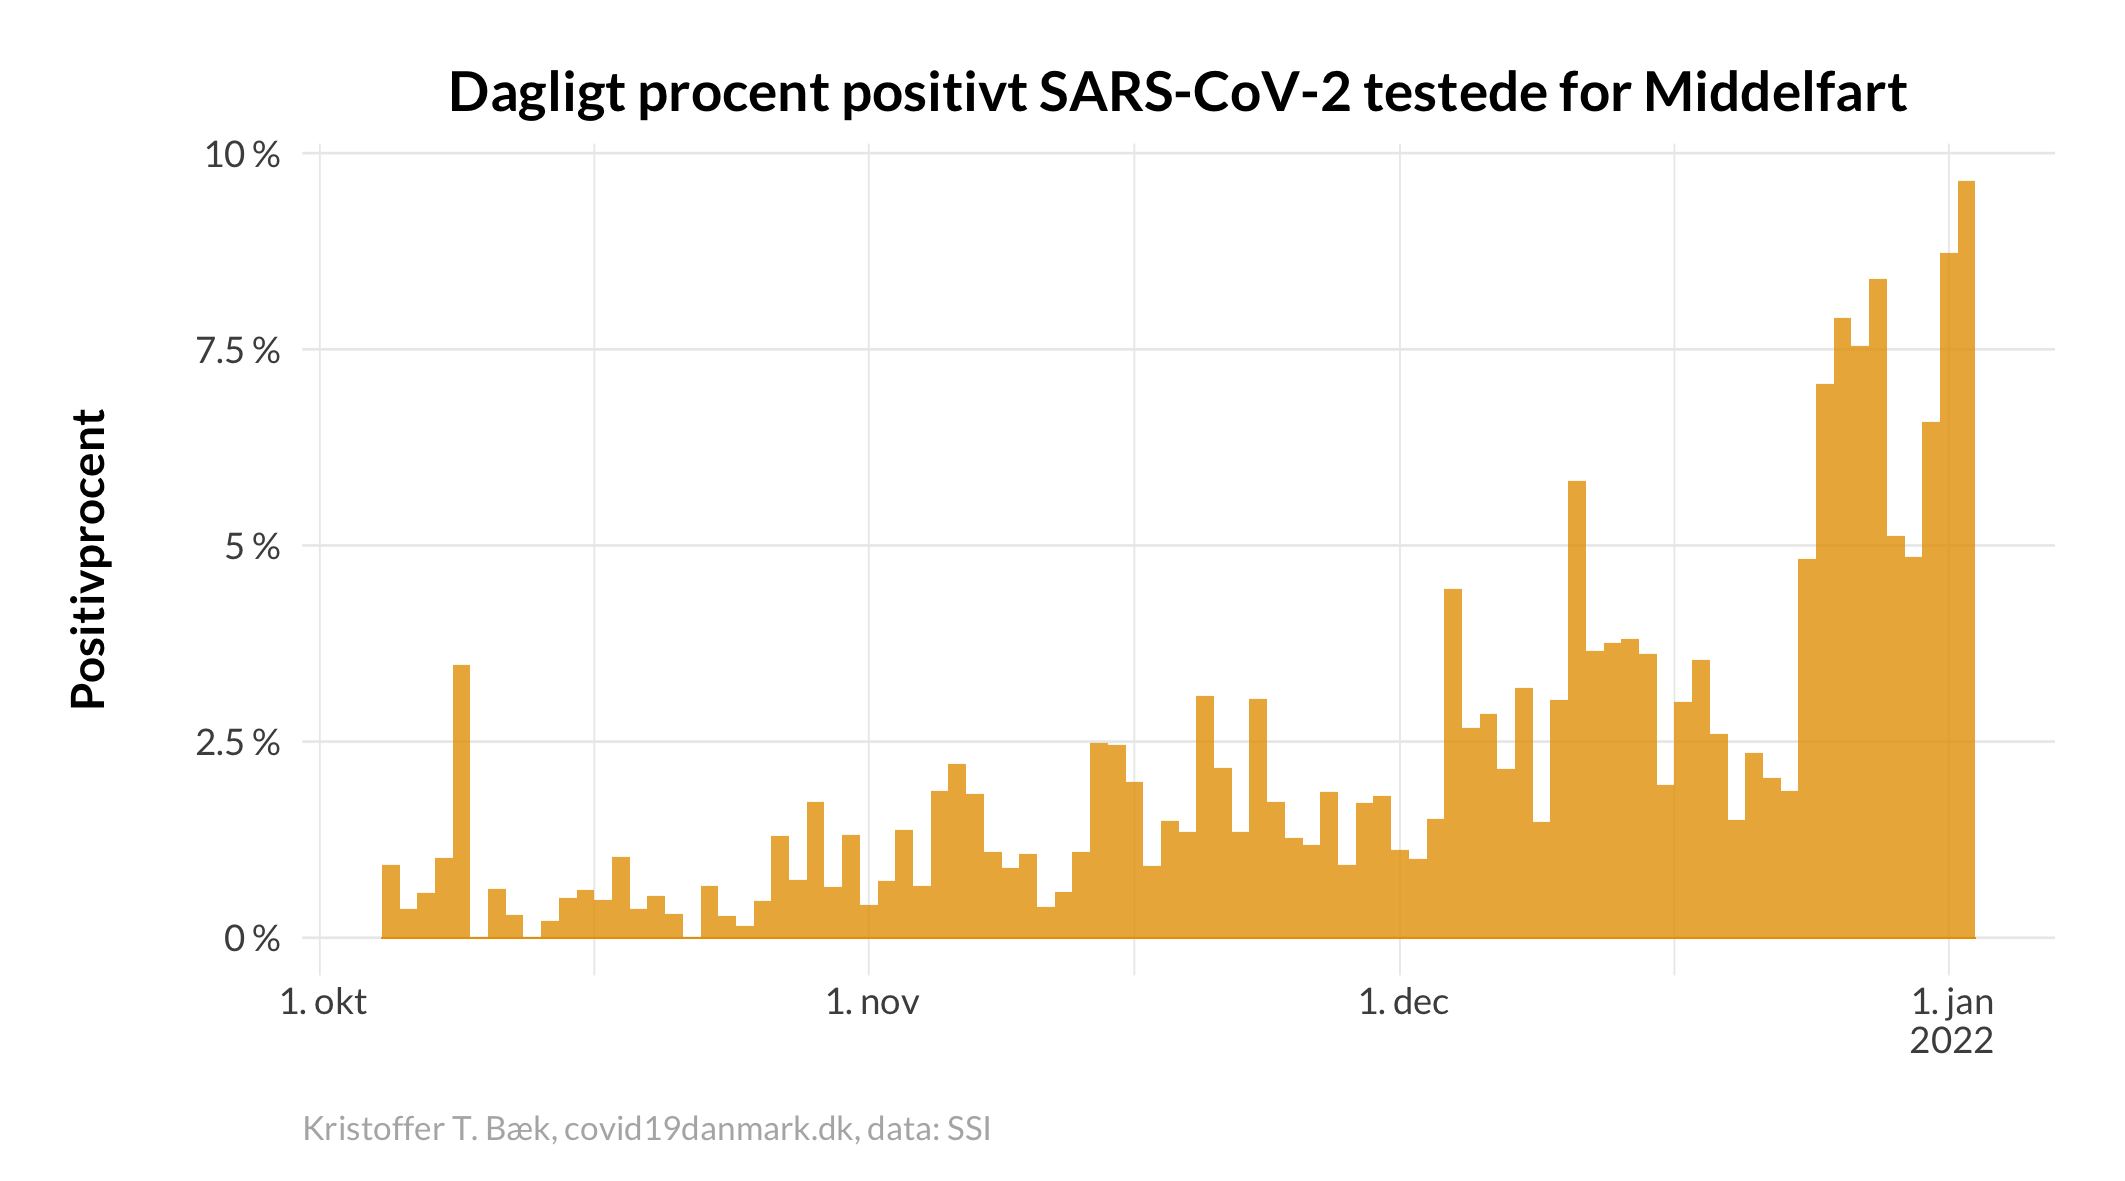 Dagligt procent positivt SARS-CoV-2 testede for Middelfart
Positivprocent
10 %
7.5 %
5 %
2.5 %
0 %
1. okt
1. nov
1. dec
1. jan
2022
Kristoffer T. Bæk, covid19danmark.dk, data: SSI